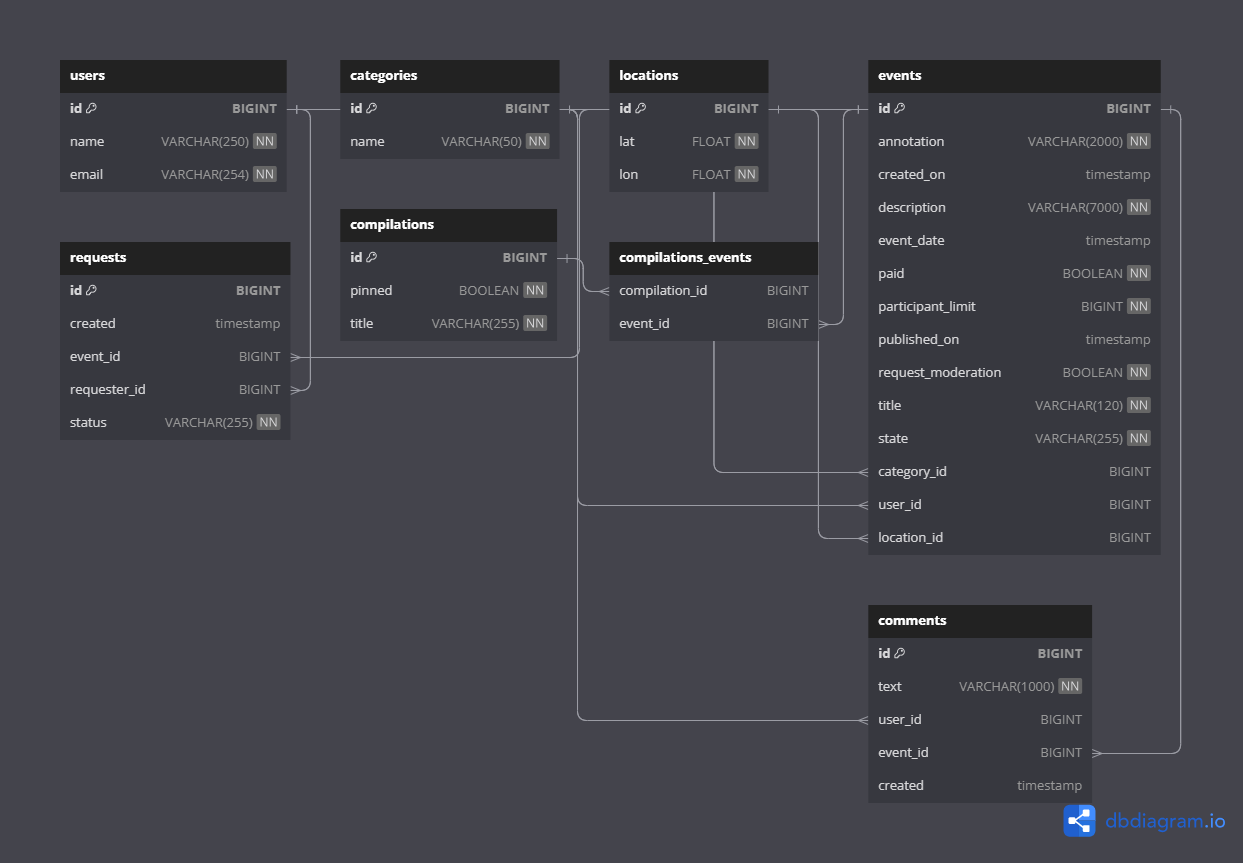 users
id BIGINT
name VARCHAR(250) NN
email VARCHAR(254) NN
categories
id BIGINT
name VARCHAR(50) NN
locations
id BIGINT
lat FLOAT NN
lon FLOAT NN
events
id BIGINT
annotation VARCHAR(2000) NN
created_on timestamp
description VARCHAR(7000) NN
event_date timestamp
paid BOOLEAN NN
participant_limit BIGINT NN
published_on timestamp
request_moderation BOOLEAN NN
title VARCHAR(120) NN
state VARCHAR(255) NN
category_id BIGINT
user_id BIGINT
location_id BIGINT
requests
id BIGINT
created timestamp
event_id BIGINT
requester_id BIGINT
status VARCHAR(255) NN
compilations
id BIGINT
pinned BOOLEAN NN
title VARCHAR(255) NN
compilations_events
compilation_id BIGINT
event_id BIGINT
comments
id BIGINT
text VARCHAR(1000) NN
user_id BIGINT
event_id BIGINT
created timestamp
dbdiagram.io